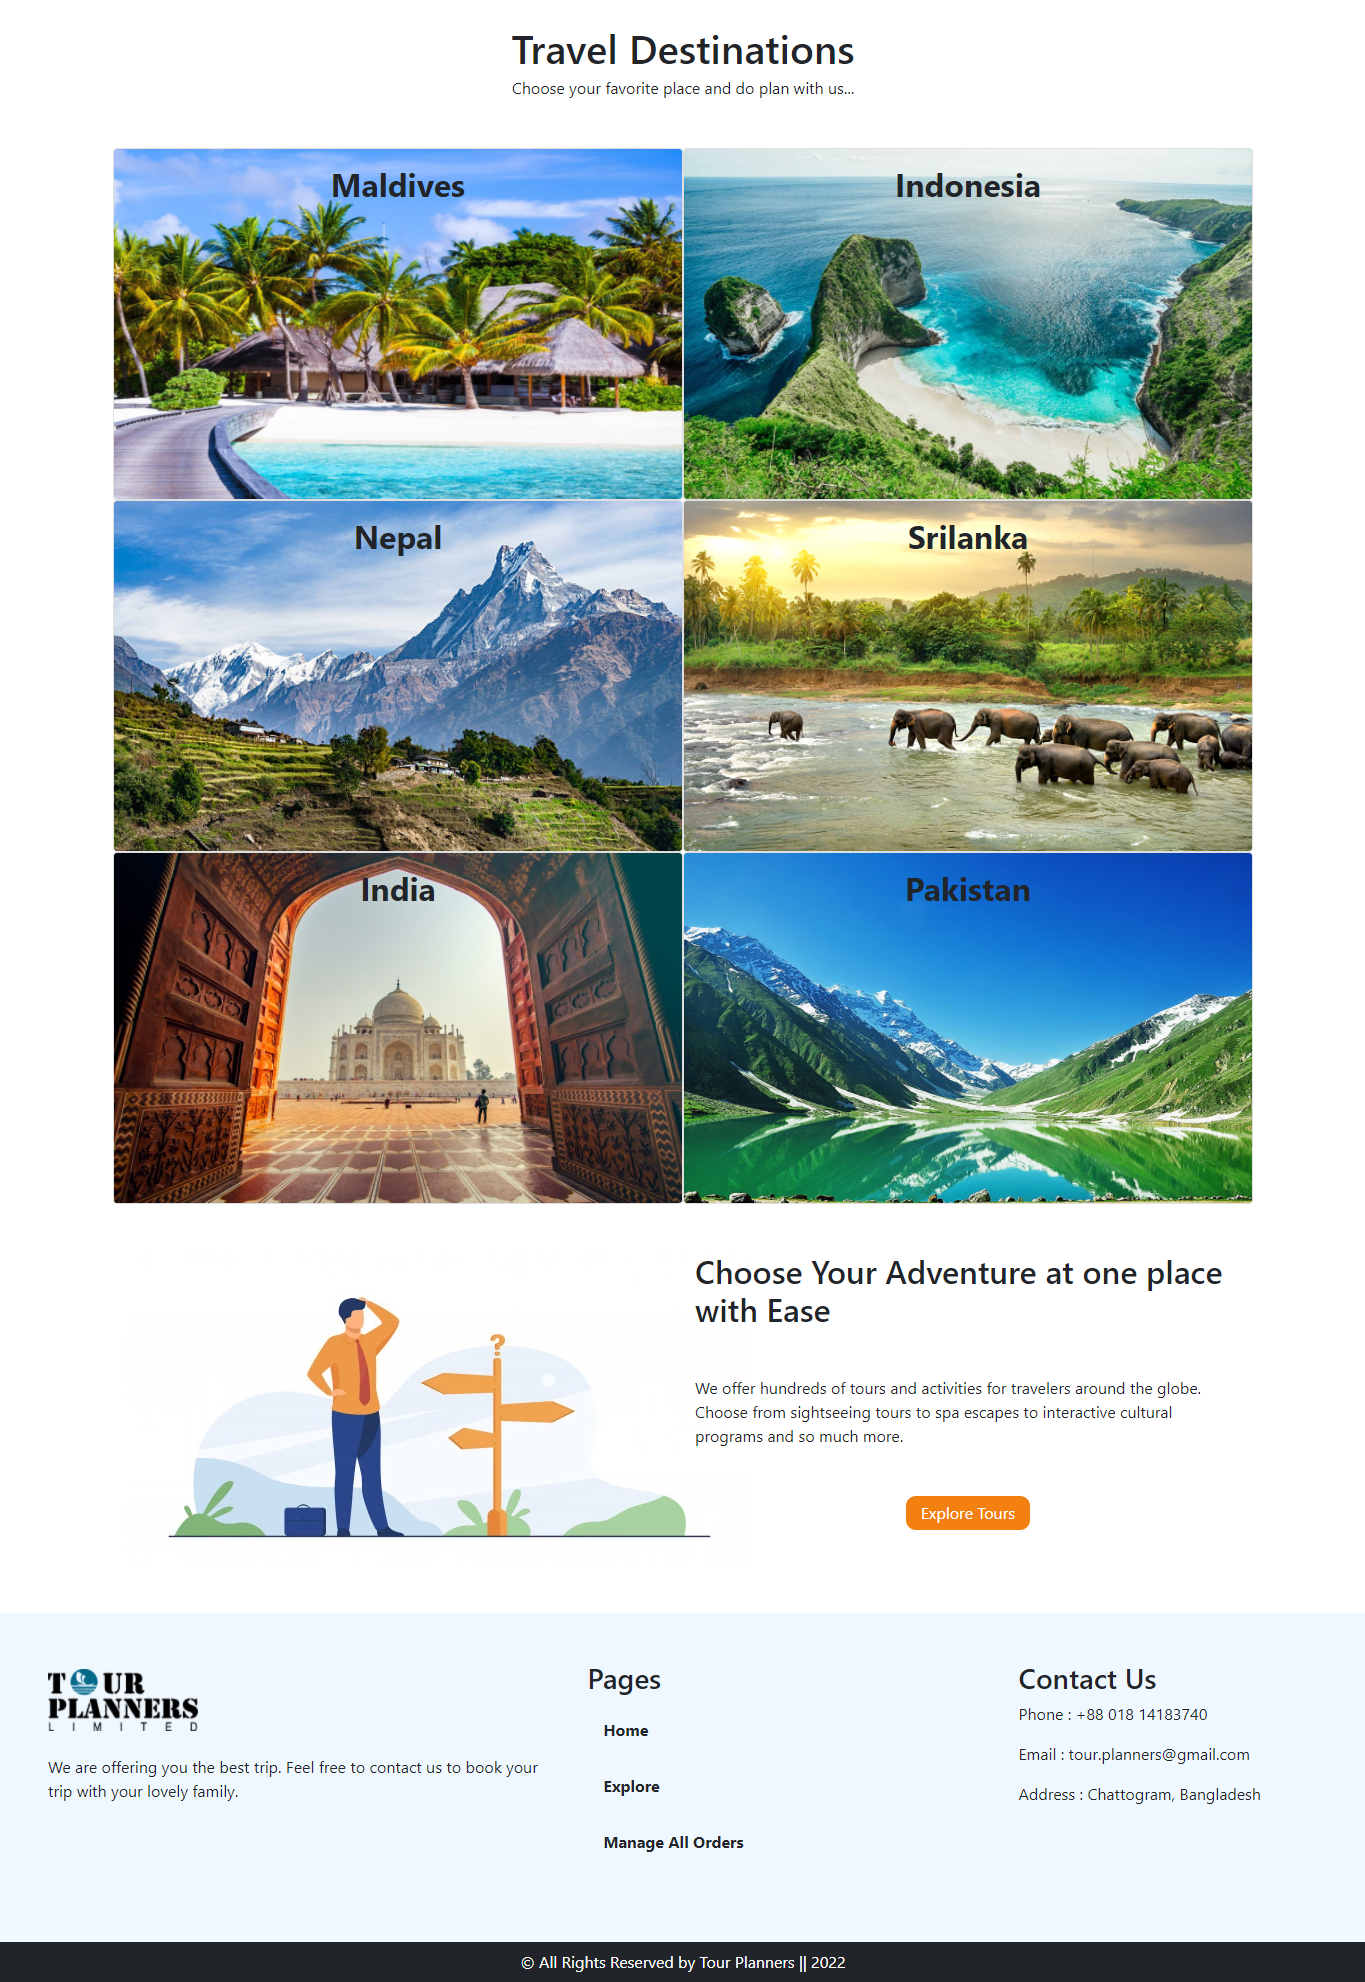 Travel Destinations
Choose your favorite place and do plan with us...
Maldives
Indonesia
Nepal
Srilanka
India
Pakistan
Choose Your Adventure at one place
with Ease
We offer hundreds of tours and activities for travelers around the globe.
Choose from sightseeing tours to spa escapes to interactive cultural
programs and so much more.
?
Explore Tours
TOUR
PLANNERS
LIMITED
We are offering you the best trip. Feel free to contact us to book your
trip with your lovely family.
Pages
Home
Explore
Manage All Orders
Contact Us
Phone : +88 018 14183740
Email : tour.planners@gmail.com
Address : Chattogram, Bangladesh
© All Rights Reserved by Tour Planners || 2022